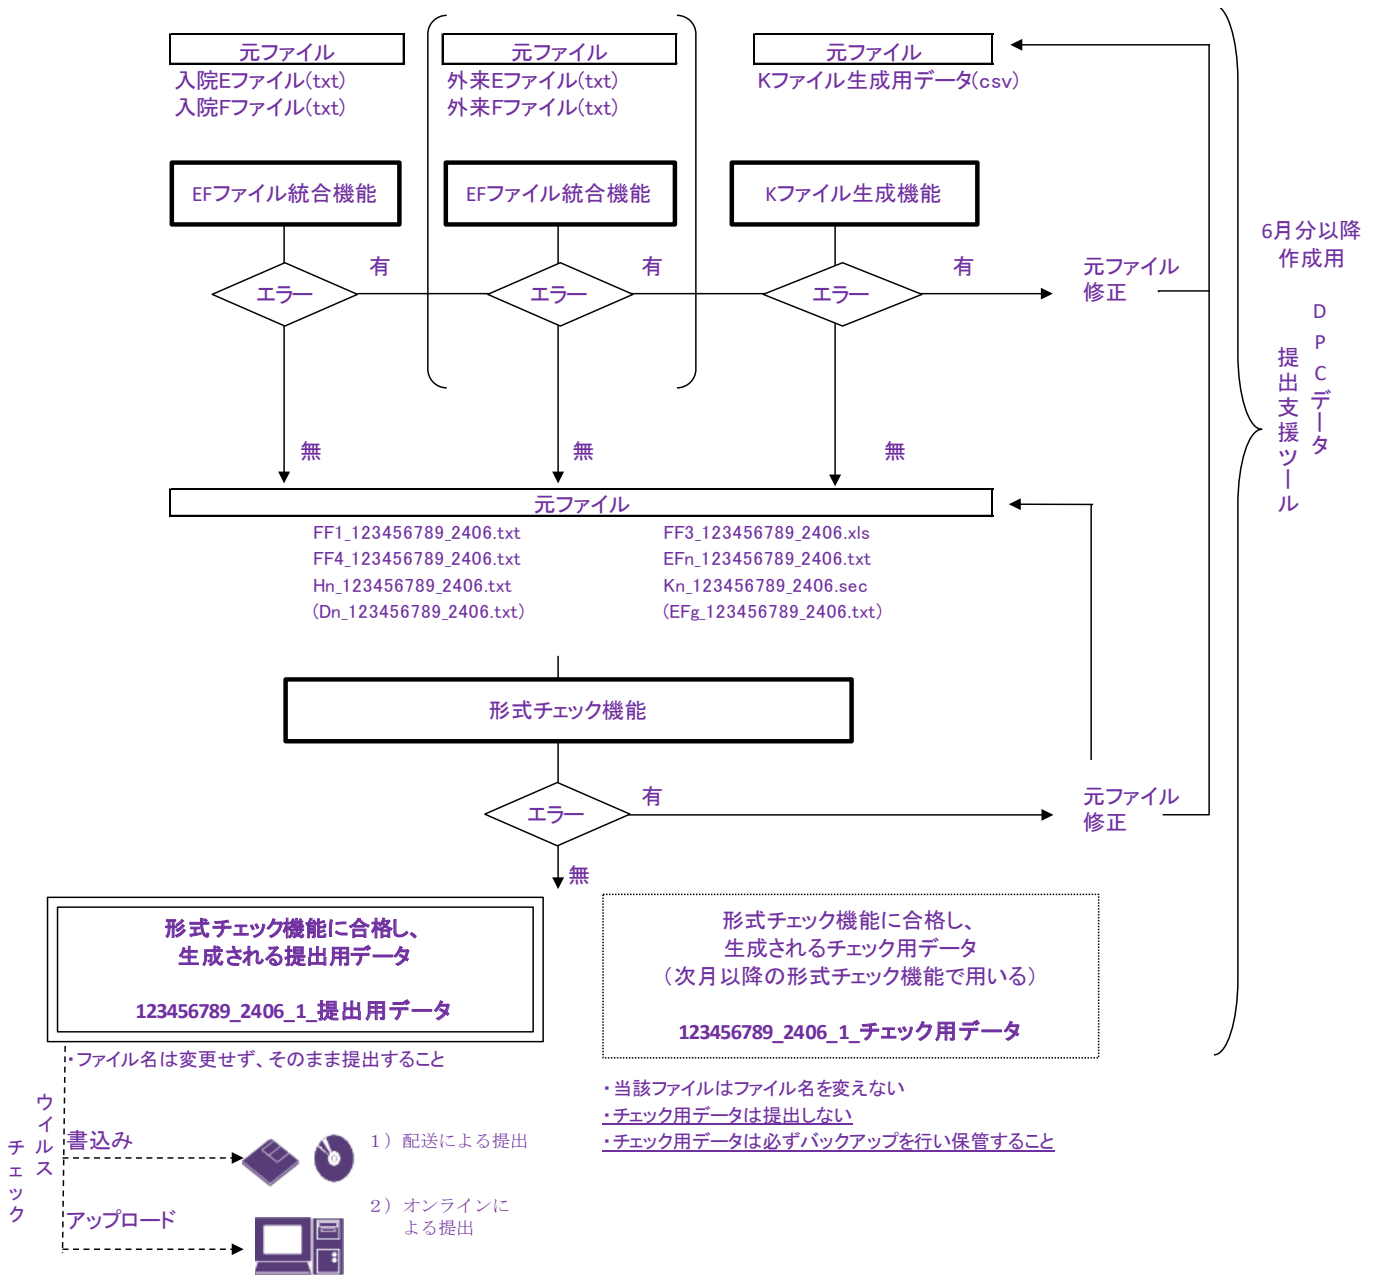 元ファイル
入院Eファイル(txt)
入院Fファイル(txt)
元ファイル
外来Eファイル(txt)
外来Fファイル(txt)
元ファイル
Kファイル生成用データ(csv)
EFファイル統合機能
EFファイル統合機能
Kファイル生成機能
エラー
有
エラー
有
エラー
有
元ファイル
修正
無
無
無
6月分以降
作成用
DPCデータ
提出支援ツール
元ファイル
FF1_123456789_2406.txt
FF3_123456789_2406.xls
FF4_123456789_2406.txt
EFn_123456789_2406.txt
Hn_123456789_2406.txt
Kn_123456789_2406.sec
(Dn_123456789_2406.txt)
(EFg_123456789_2406.txt)
形式チェック機能
エラー
有
元ファイル
修正
無
形式チェック機能に合格し、
生成される提出用データ
123456789_2406_1_提出用データ
・ファイル名は変更せず、そのまま提出すること
形式チェック機能に合格し、
生成されるチェック用データ
（次月以降の形式チェック機能で用いる）
123456789_2406_1_チェック用データ
・当該ファイルはファイル名を変えない
・チェック用データは提出しない
・チェック用データは必ずバックアップを行い保管すること
ウイルス
チェック
書込み
1）配送による提出
アップロード
2）オンラインに
よる提出